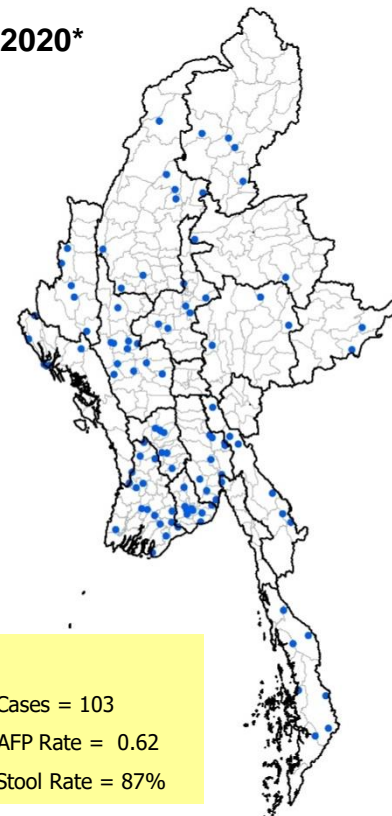 2020*
Cases = 103
AFP Rate = 0.62
Stool Rate = 87%